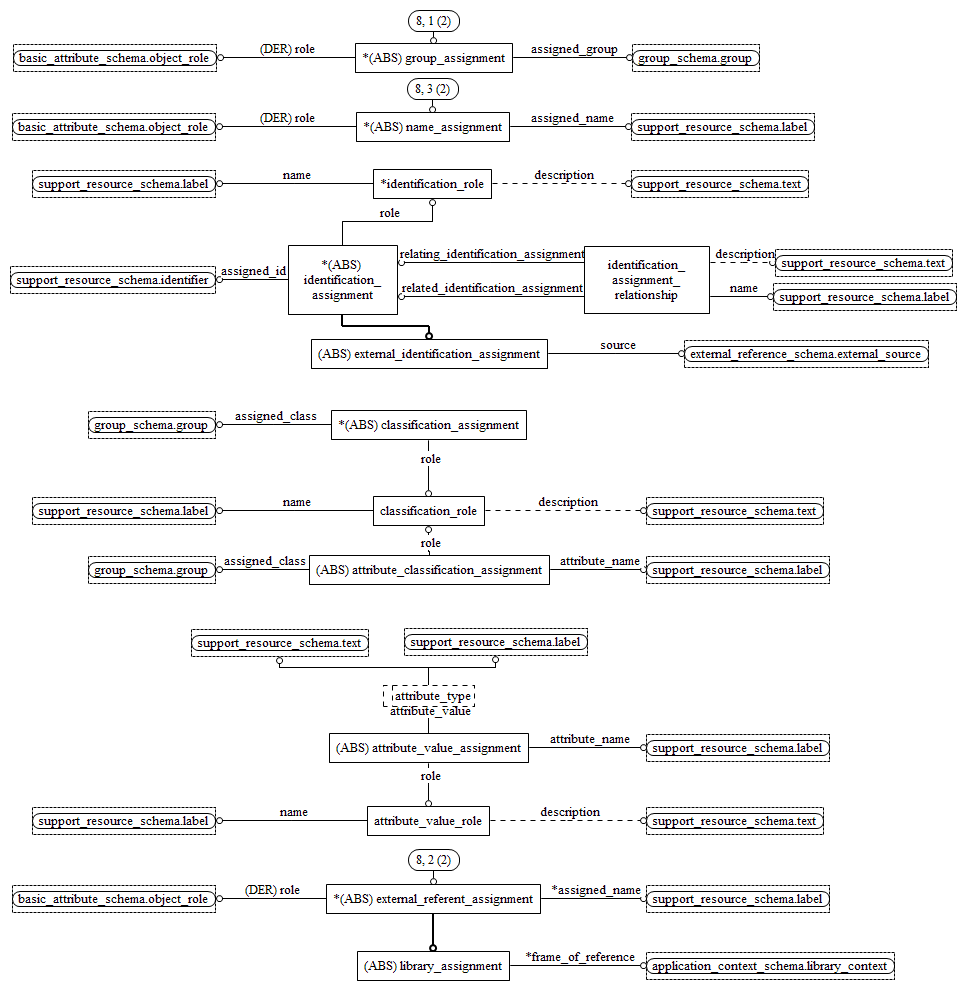 8, 1 (2)
(DER) role
assigned_group
basic_attribute_schema.object_role
*(ABS) group_assignment
group_schema.group
8, 3 (2)
(DER) role
assigned_name
basic_attribute_schema.object_role
*(ABS) name_assignment
support_resource_schema.label
name
description
support_resource_schema.label
*identification_role
support_resource_schema.text
role
relating_identification_assignment
description
*(ABS)
identification_
assignment
identification_
assignment_
relationship
support_resource_schema.text
assigned_id
support_resource_schema.identifier
related_identification_assignment
name
support_resource_schema.label
source
(ABS) external_identification_assignment
external_reference_schema.external_source
assigned_class
group_schema.group
*(ABS) classification_assignment
role
name
description
support_resource_schema.label
classification_role
support_resource_schema.text
role
assigned_class
attribute_name
group_schema.group
(ABS) attribute_classification_assignment
support_resource_schema.label
support_resource_schema.text
support_resource_schema.label
attribute_type
attribute_value
attribute_name
(ABS) attribute_value_assignment
support_resource_schema.label
role
name
description
support_resource_schema.label
attribute_value_role
support_resource_schema.text
8, 2 (2)
(DER) role
*assigned_name
basic_attribute_schema.object_role
*(ABS) external_referent_assignment
support_resource_schema.label
*frame_of_reference
(ABS) library_assignment
application_context_schema.library_context